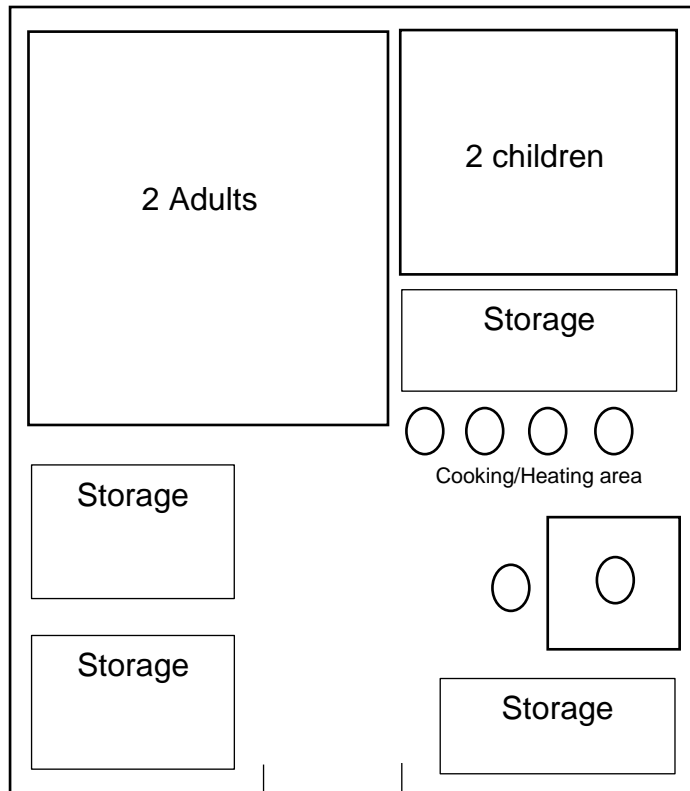 2 Adults
2 children
Storage
Cooking/Heating area
Storage
Storage
Storage